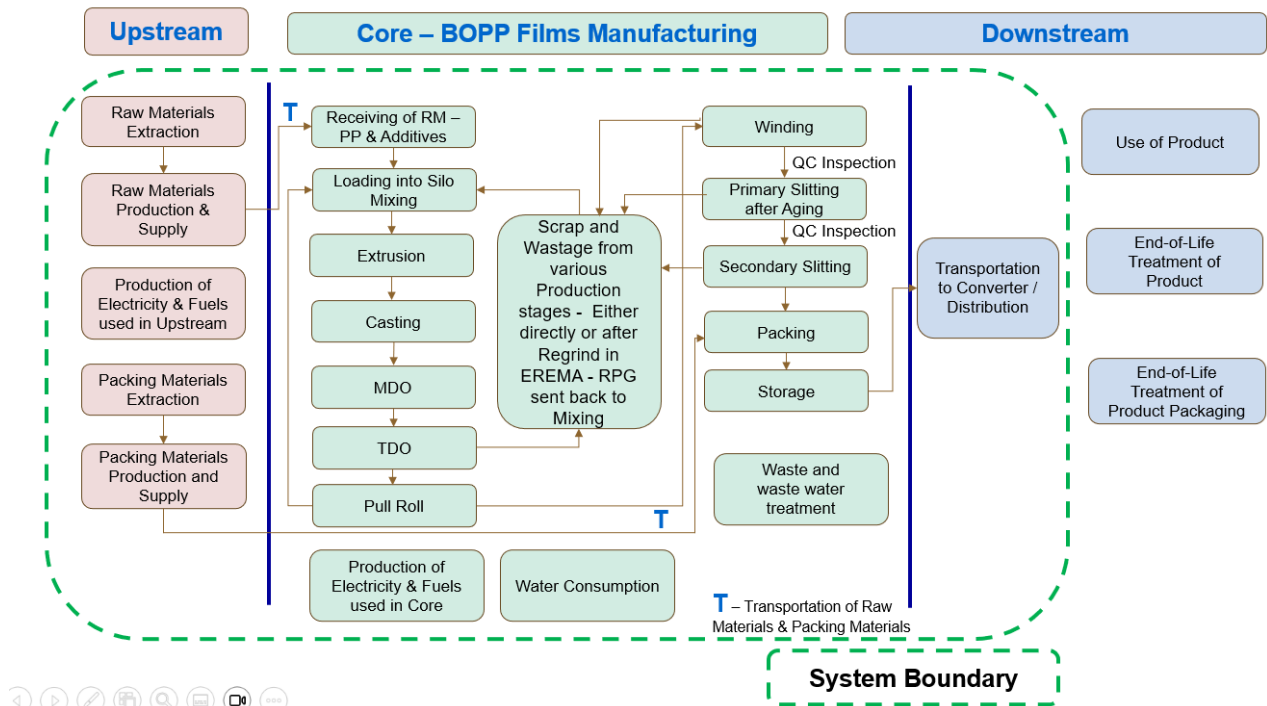 Upstream
Core – BOPP Films Manufacturing
Downstream
Raw Materials
Extraction
Raw Materials
Production &
Supply
Production of
Electricity & Fuels
used in Upstream
Packing Materials
Extraction
Packing Materials
Production and
Supply
T
Receiving of RM –
PP & Additives
Loading into Silo
Mixing
Extrusion
Casting
MDO
TDO
Pull Roll
Production of
Electricity & Fuels
used in Core
Water Consumption
Scrap and
Wastage from
various
Production
stages - Either
directly or after
Regrind in
EREMA - RPG
sent back to
Mixing
T
Winding
QC Inspection
Primary Slitting
after Aging
QC Inspection
Secondary Slitting
Packing
Storage
Waste and
waste water
treatment
T – Transportation of Raw
Materials & Packing Materials
Transportation
to Converter /
Distribution
Use of Product
End-of-Life
Treatment of
Product
End-of-Life
Treatment of
Product Packaging
System Boundary